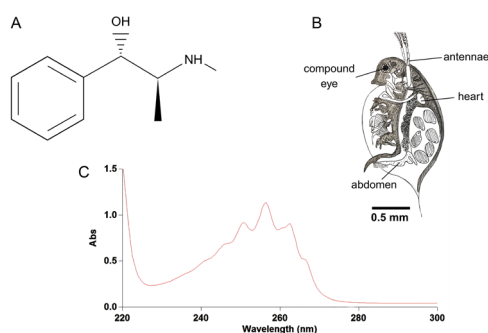 A
OH
NH
B
antennae
compound
eye
heart
abdomen
0.5 mm
C
1.5
1.0
0.5
0.0
Abs
220
240
260
280
300
Wavelength (nm)